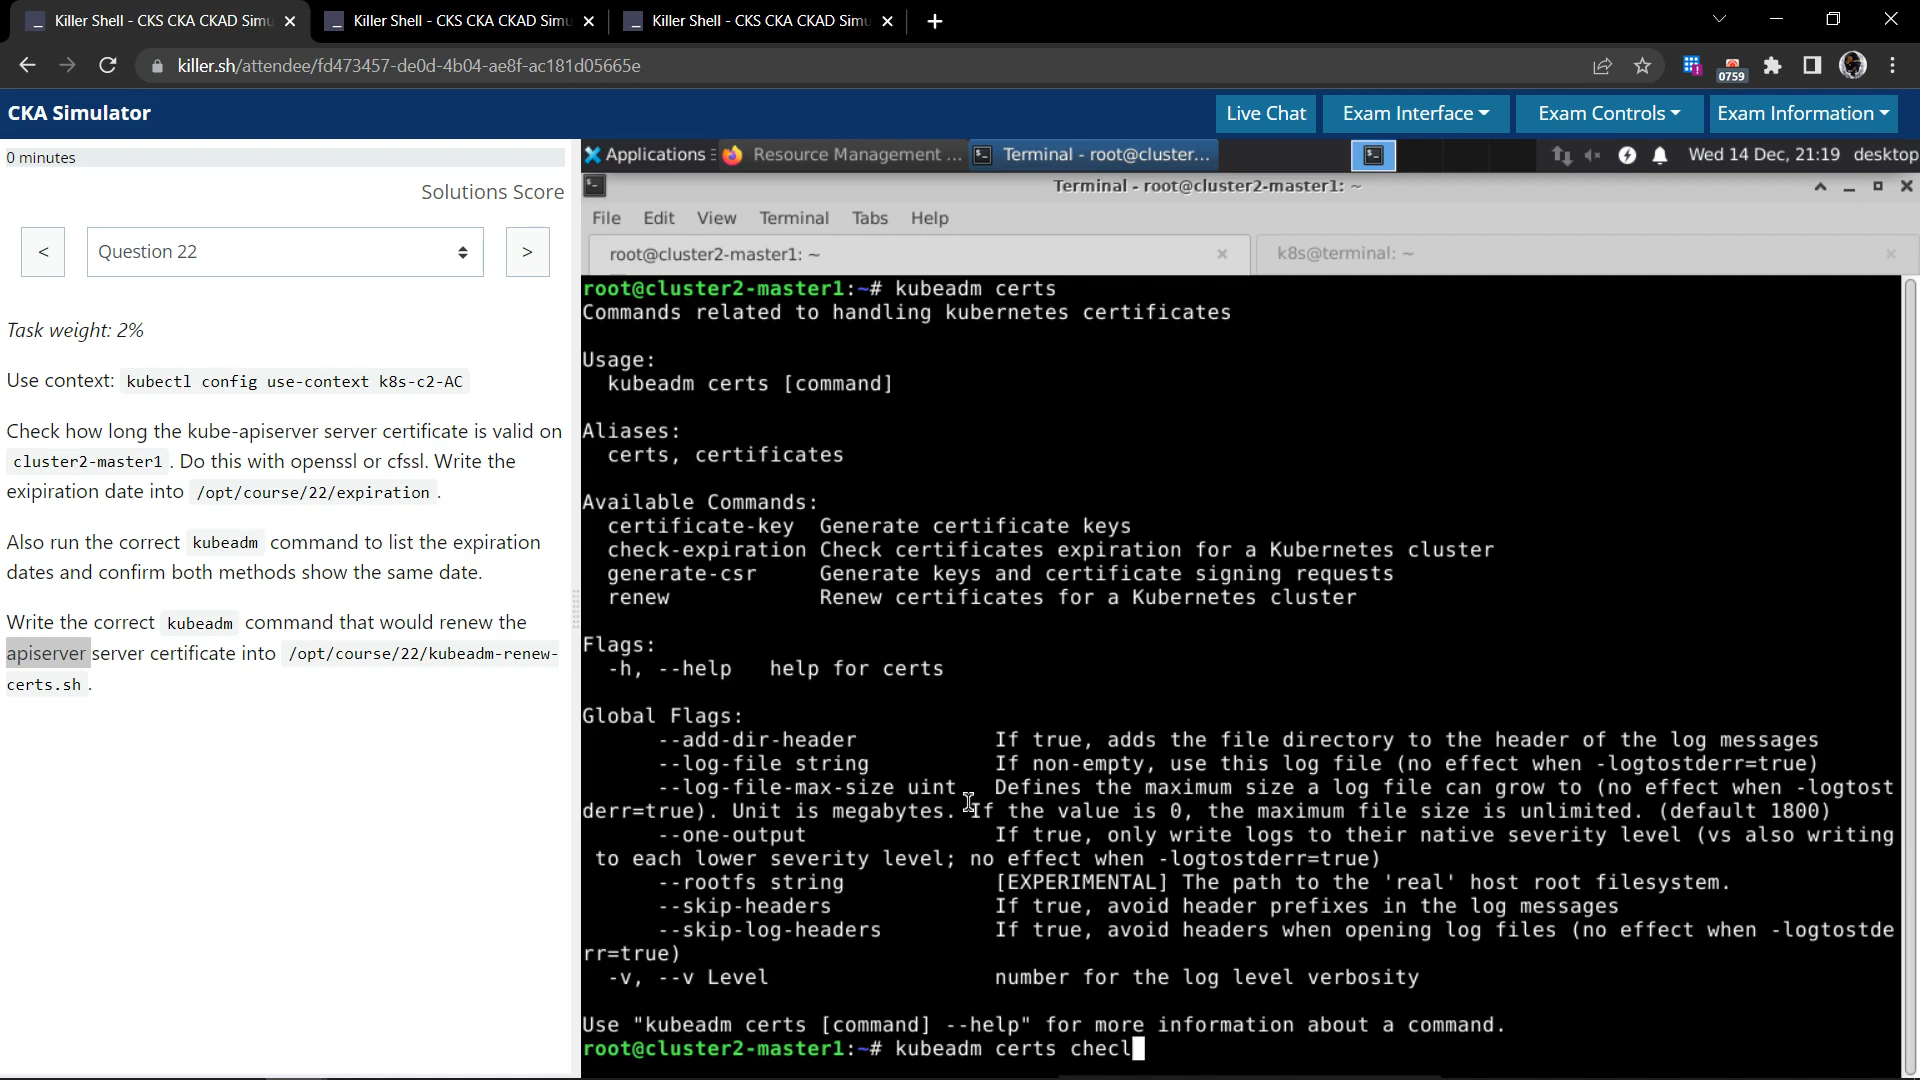 Killer Shell - CKS CKA CKAD Simu
Killer Shell - CKS CKA CKAD Simu
Killer Shell - CKS CKA CKAD Simu
killer.sh/attendee/fd473457-de0d-4b04-ae8f-ac181d05665e
0759
CKA Simulator
Live Chat
Exam Interface
Exam Controls
Exam Information
0 minutes
Applications
Resource Management ...
Terminal - root@cluster...
Wed 14 Dec, 21:19
desktop
Solutions Score
Terminal - root@cluster2-master1: ~
File Edit View Terminal Tabs Help
<
Question 22
>
root@cluster2-master1: ~
k8s@terminal: ~
Task weight: 2%
Use context: kubectl config use-context k8s-c2-AC
Check how long the kube-apiserver server certificate is valid on
cluster2-master1 . Do this with openssl or cfssl. Write the
exipiration date into /opt/course/22/expiration .
Also run the correct kubeadm command to list the expiration
dates and confirm both methods show the same date.
Write the correct kubeadm command that would renew the
apiserver server certificate into /opt/course/22/kubeadm-renew-
certs.sh .
root@cluster2-master1:~# kubeadm certs
Commands related to handling kubernetes certificates
Usage:
kubeadm certs [command]
Aliases:
certs, certificates
Available Commands:
certificate-key Generate certificate keys
check-expiration Check certificates expiration for a Kubernetes cluster
generate-csr Generate keys and certificate signing requests
renew Renew certificates for a Kubernetes cluster
Flags:
-h, --help help for certs
Global Flags:
--add-dir-header If true, adds the file directory to the header of the log messages
--log-file string If non-empty, use this log file (no effect when -logtostderr=true)
--log-file-max-size uint Defines the maximum size a log file can grow to (no effect when -logtost
derr=true). Unit is megabytes. If the value is 0, the maximum file size is unlimited. (default 1800)
--one-output If true, only write logs to their native severity level (vs also writing
to each lower severity level; no effect when -logtostderr=true)
--rootfs string [EXPERIMENTAL] The path to the 'real' host root filesystem.
--skip-headers If true, avoid header prefixes in the log messages
--skip-log-headers If true, avoid headers when opening log files (no effect when -logtostde
rr=true)
-v, --v Level number for the log level verbosity
Use "kubeadm certs [command] --help" for more information about a command.
root@cluster2-master1:~# kubeadm certs checl